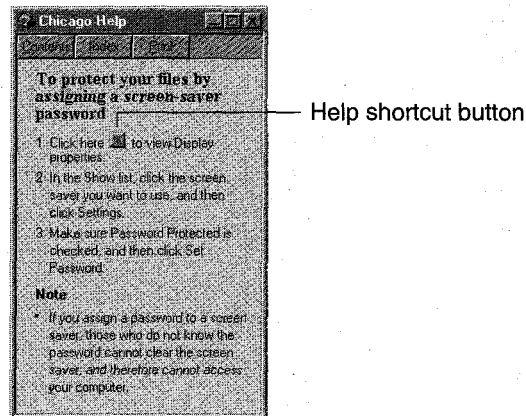 Chicago Help
Contents Index Print
To protect your files by
assigning a screen-saver
password
Help shortcut button
1 Click here to view Display
properties.
2 In the Show list, click the screen
saver you want to use, and then
click Settings.
3 Make sure Password Protected is
checked, and then click Set
Password.
Note
• If you assign a password to a screen
saver, those who do not know the
password cannot clear the screen
saver, and therefore cannot access
your computer.